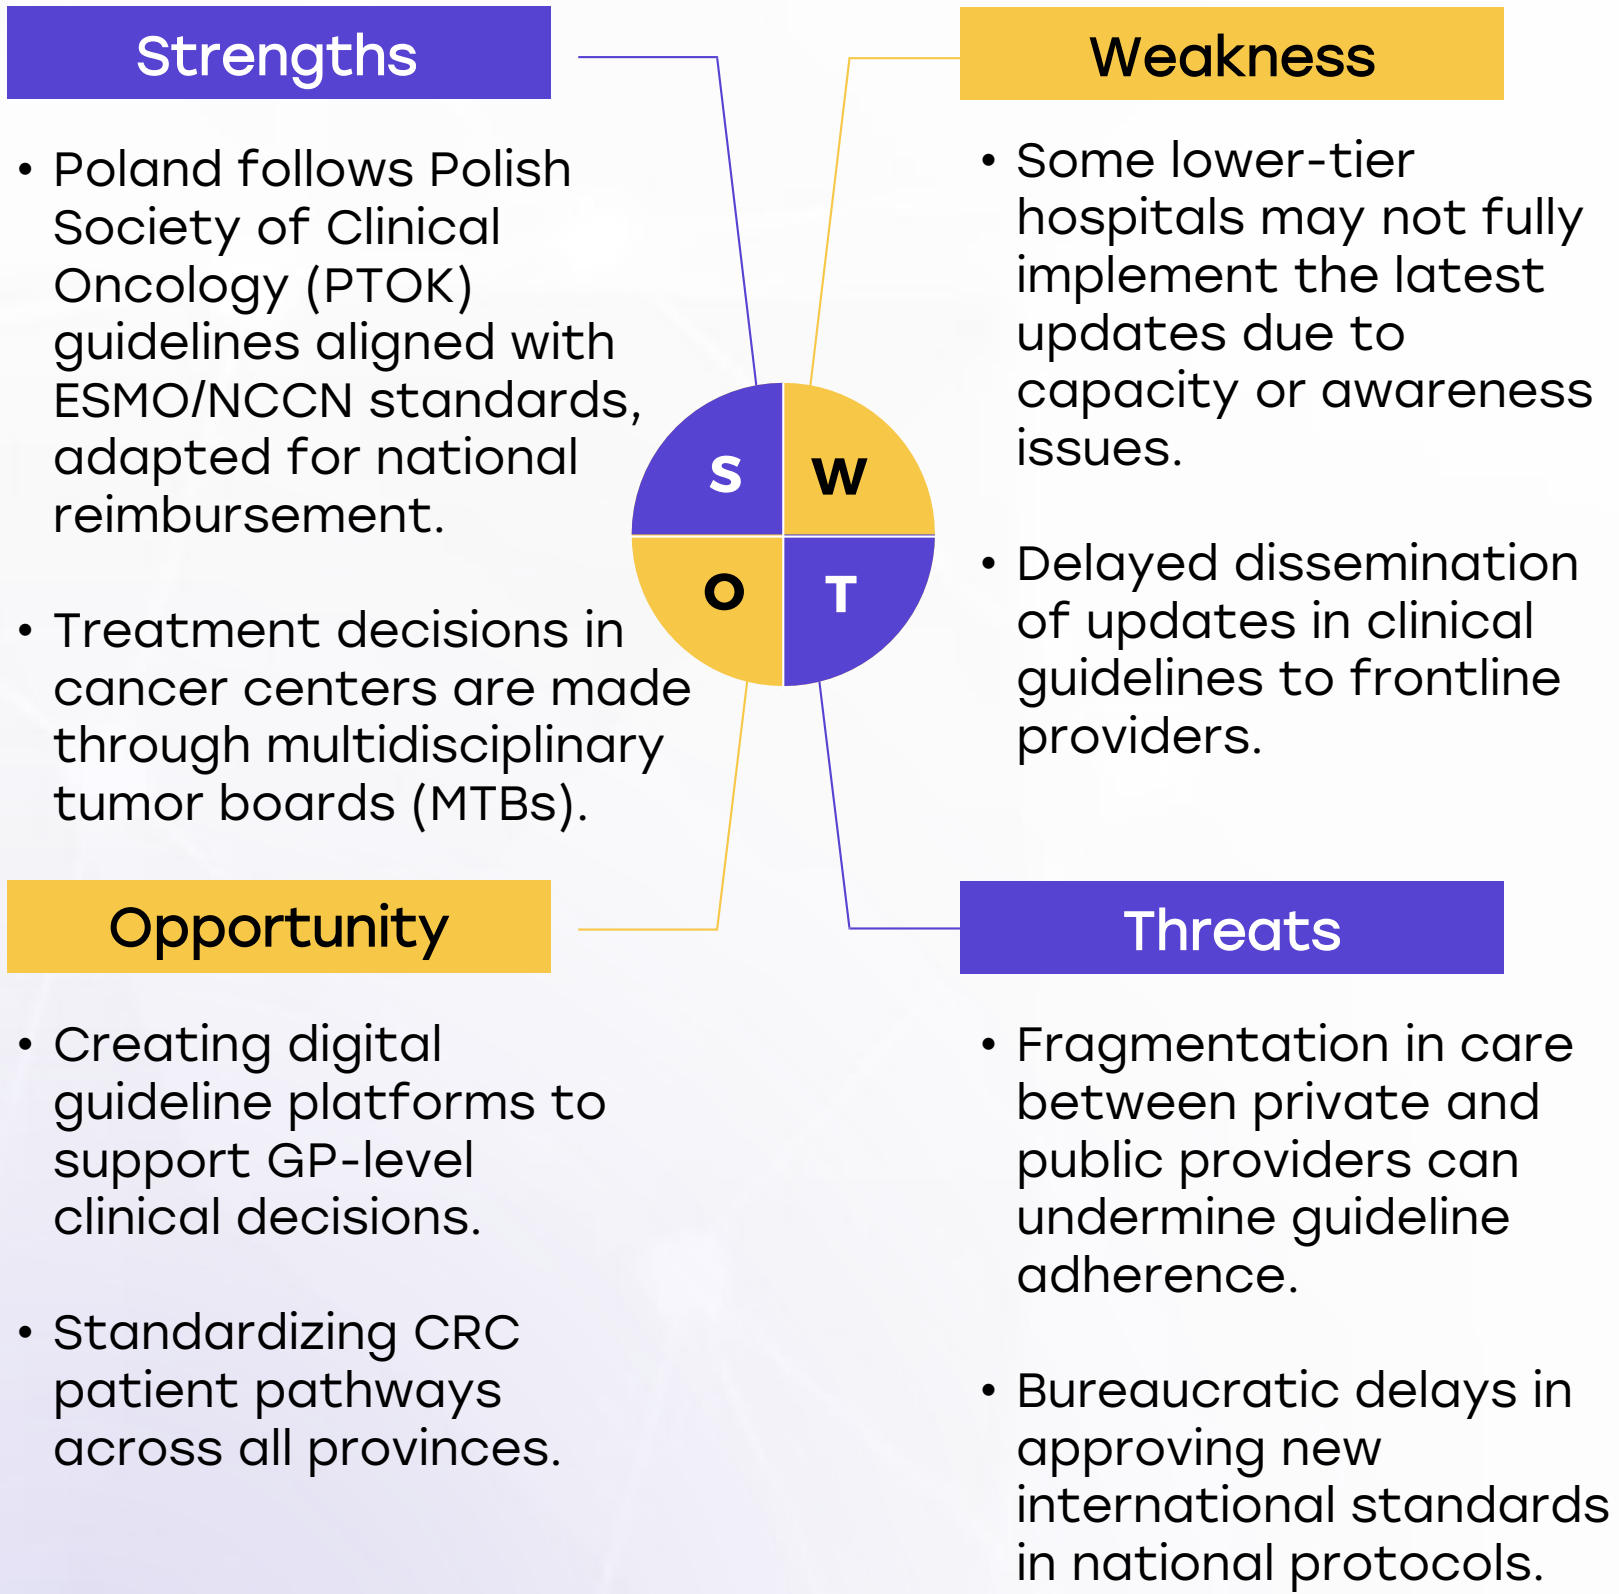 Strengths
• Poland follows Polish
Society of Clinical
Oncology (PTOK)
guidelines aligned with
ESMO/NCCN standards,
adapted for national
reimbursement.
• Treatment decisions in
cancer centers are made
through multidisciplinary
tumor boards (MTBs).
Weakness
• Some lower-tier
hospitals may not fully
implement the latest
updates due to
capacity or awareness
issues.
• Delayed dissemination
of updates in clinical
guidelines to frontline
providers.
S
W
O
T
Opportunity
• Creating digital
guideline platforms to
support GP-level
clinical decisions.
• Standardizing CRC
patient pathways
across all provinces.
Threats
• Fragmentation in care
between private and
public providers can
undermine guideline
adherence.
• Bureaucratic delays in
approving new
international standards
in national protocols.